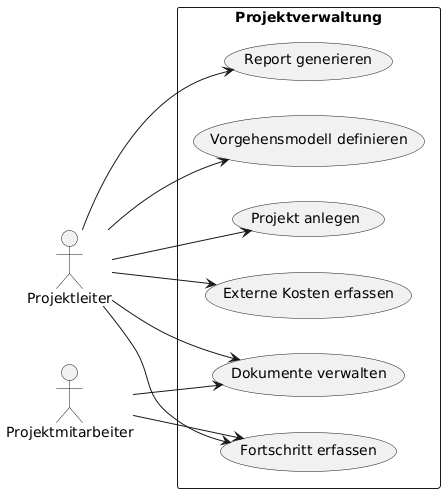 Projektverwaltung
Report generieren
Vorgehensmodell definieren
Projekt anlegen
Externe Kosten erfassen
Projektleiter
Dokumente verwalten
Projektmitarbeiter
Fortschritt erfassen